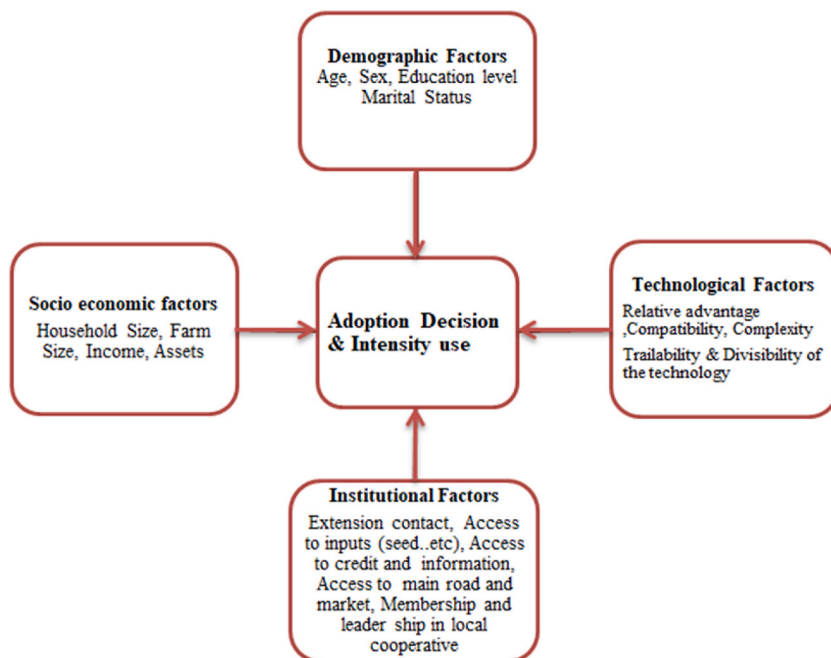 Demographic Factors
Age, Sex, Education level
Marital Status
Socio economic factors
Household Size, Farm
Size, Income, Assets
Adoption Decision
& Intensity use
Technological Factors
Relative advantage
,Compatibility, Complexity
Trailability & Divisibility of
the technology
Institutional Factors
Extension contact, Access
to inputs (seed..etc), Access
to credit and information,
Access to main road and
market, Membership and
leader ship in local
cooperative